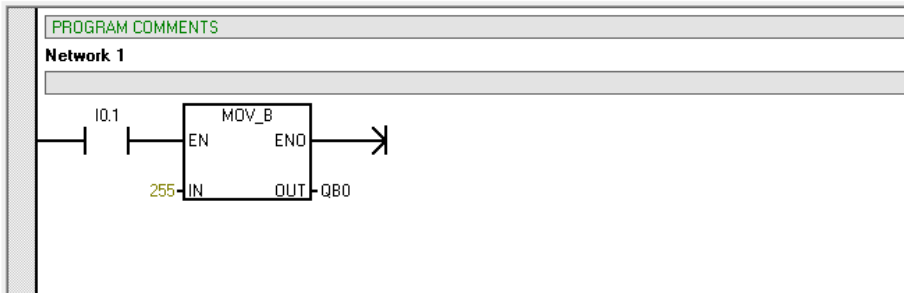 PROGRAM COMMENTS
Network 1
I0.1
MOV_B
EN ENO
255 IN OUT QB0